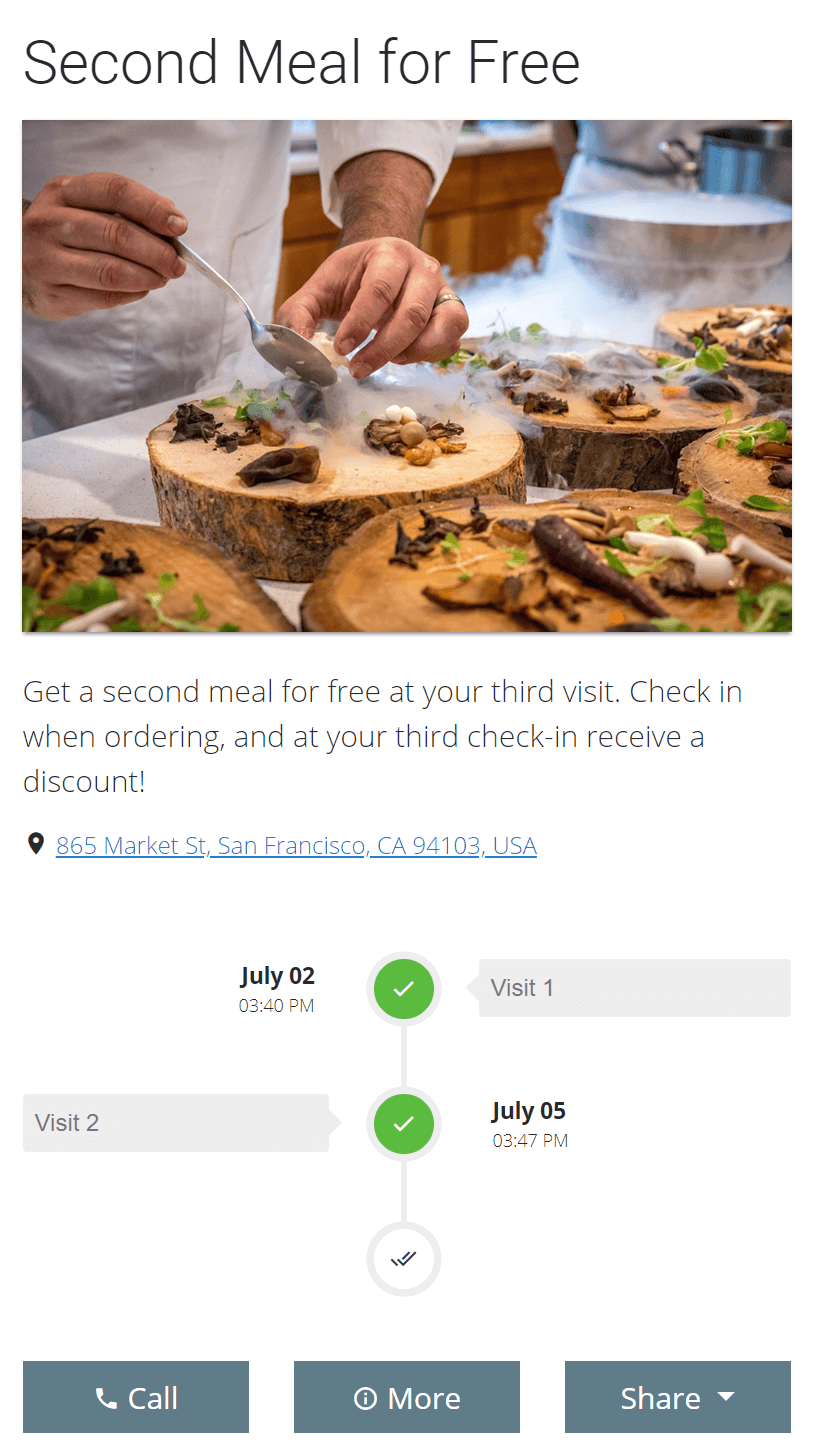 Second Meal for Free
Get a second meal for free at your third visit. Check in
when ordering, and at your third check-in receive a
discount!
865 Market St, San Francisco, CA 94103, USA
July 02
03:40 PM
Visit 1
Visit 2
July 05
03:47 PM
Call
More
Share